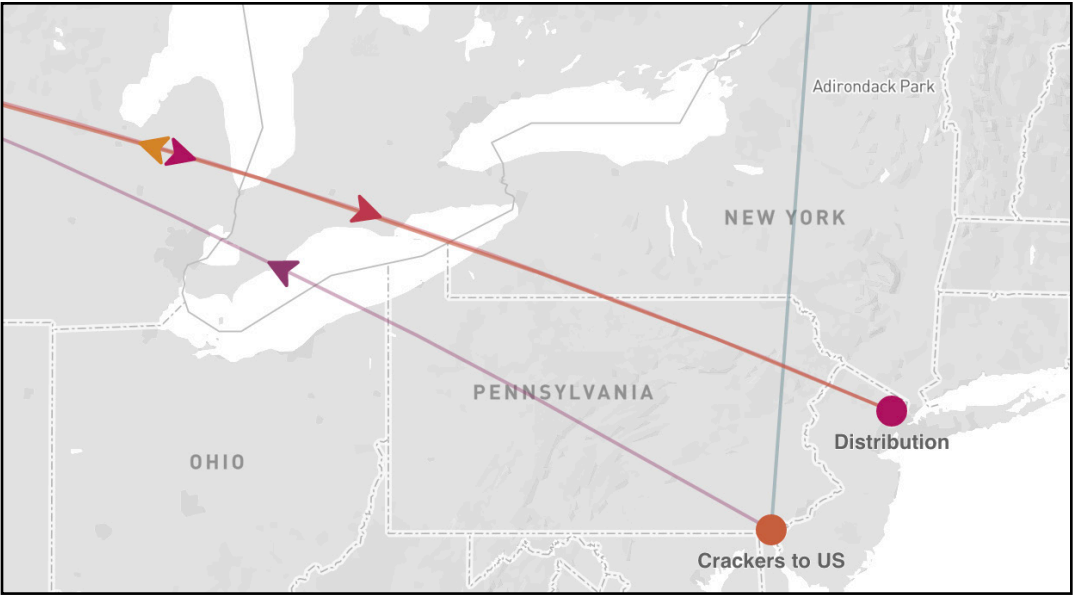 Adirondack Park
NEW YORK
PENNSYLVANIA
Distribution
OHIO
Crackers to US